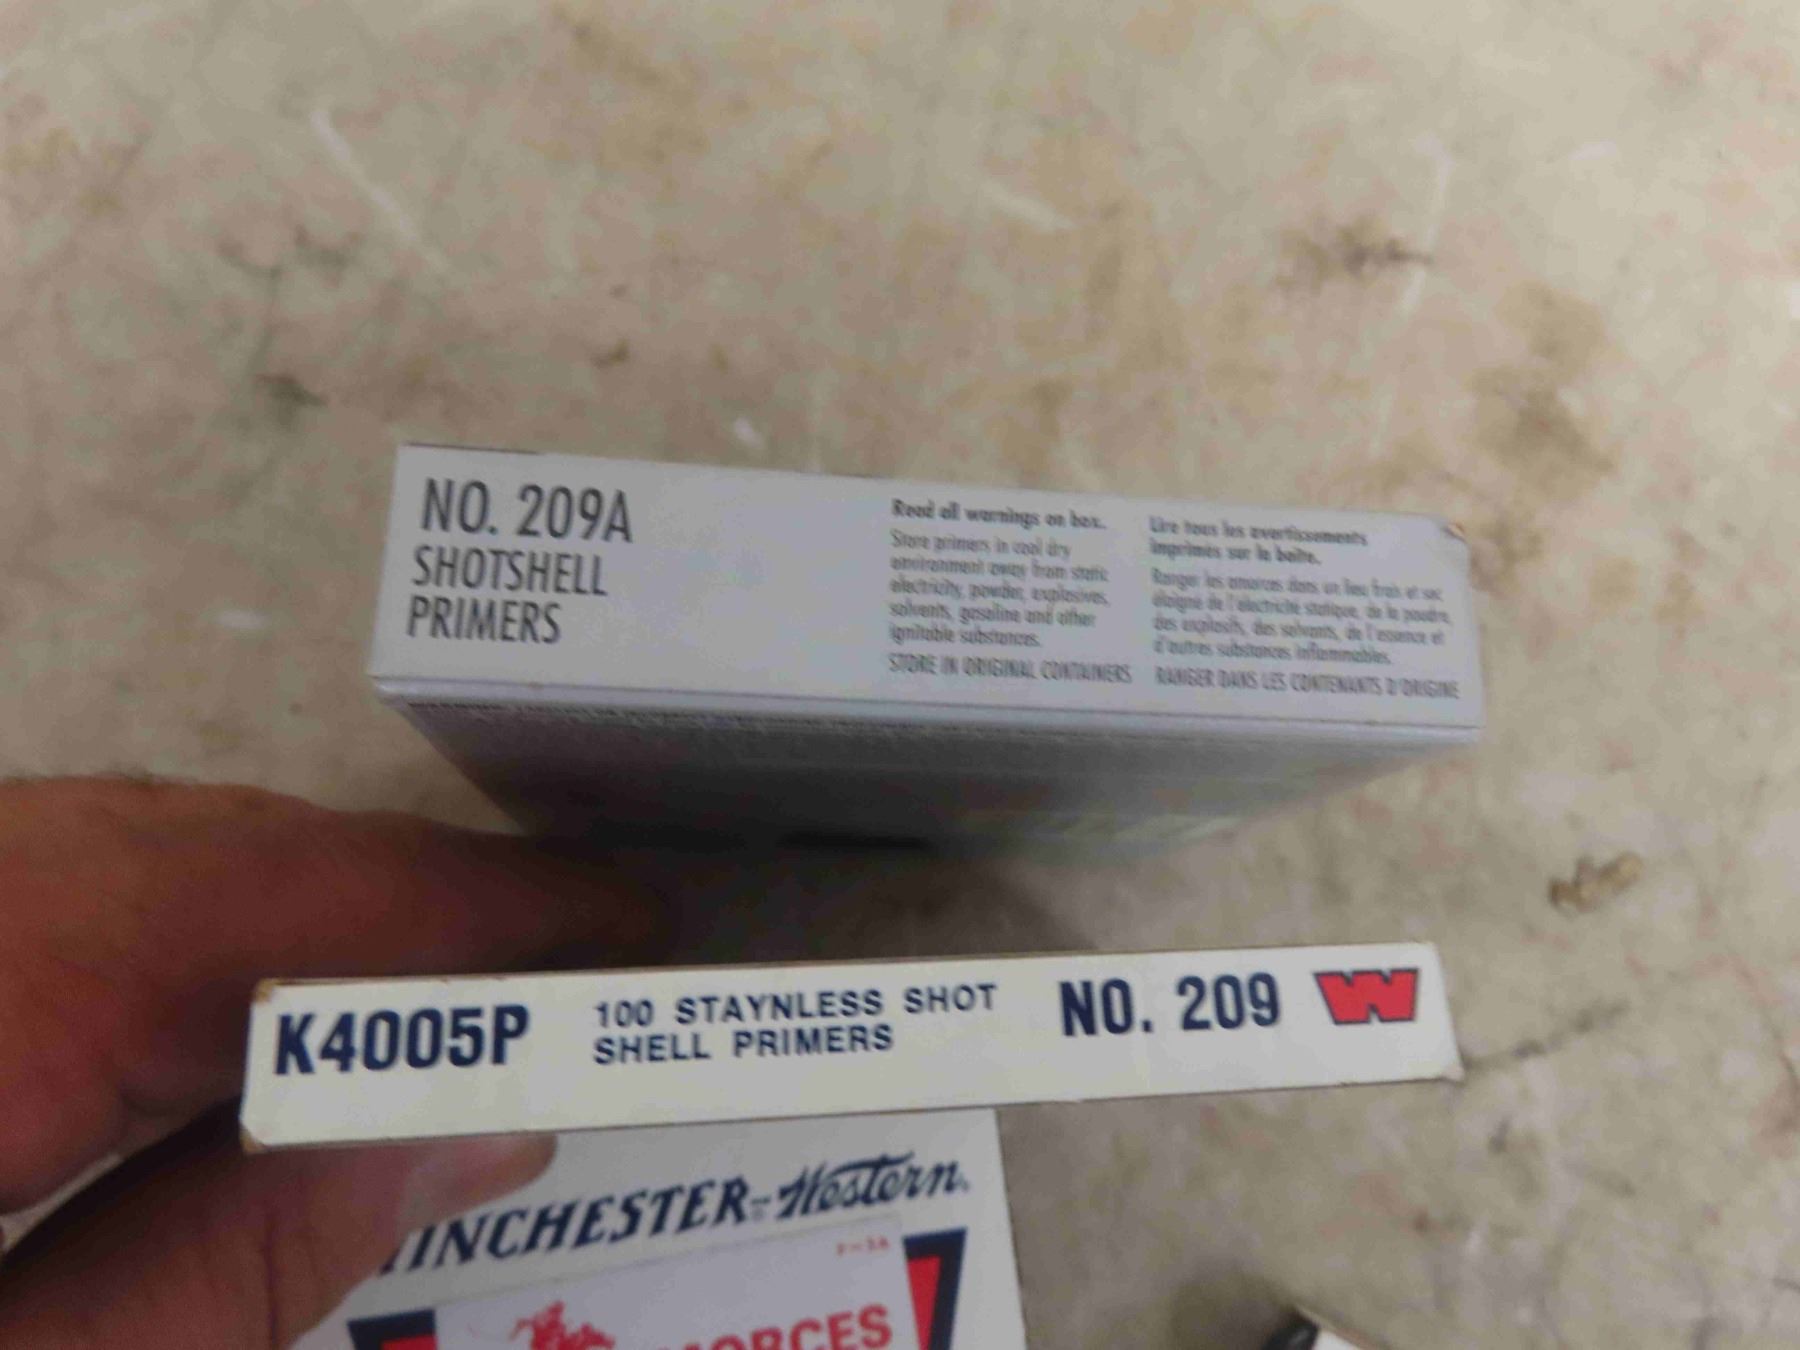 NO. 209A
SHOTSHELL
PRIMERS
Read all warnings on box.
Store primers in cool dry
environment away from static
electricity, powder, explosives,
solvents, gasoline and other
ignitable substances.
STORE IN ORIGINAL CONTAINERS
Lire tous les avertissements
imprimés sur la boîte.
Ranger les amorces dans un lieu frais et sec
éloigné de l'électricité statique, de la poudre,
des explosifs, des solvants, de l'essence et
d'autres substances inflammables.
RANGER DANS LES CONTENANTS D'ORIGINE
K4005P
100 STAYNLESS SHOT
SHELL PRIMERS
NO. 209
W
INCHESTER-Western
MORCES